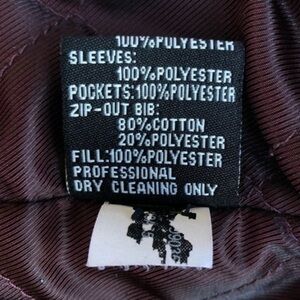 100%POLYESTER
SLEEVES:
100%POLYESTER
POCKETS:100%POLYESTER
ZIP-OUT BIB:
80%COTTON
20%POLYESTER
FILL:100%POLYESTER
PROFESSIONAL
DRY CLEANING ONLY